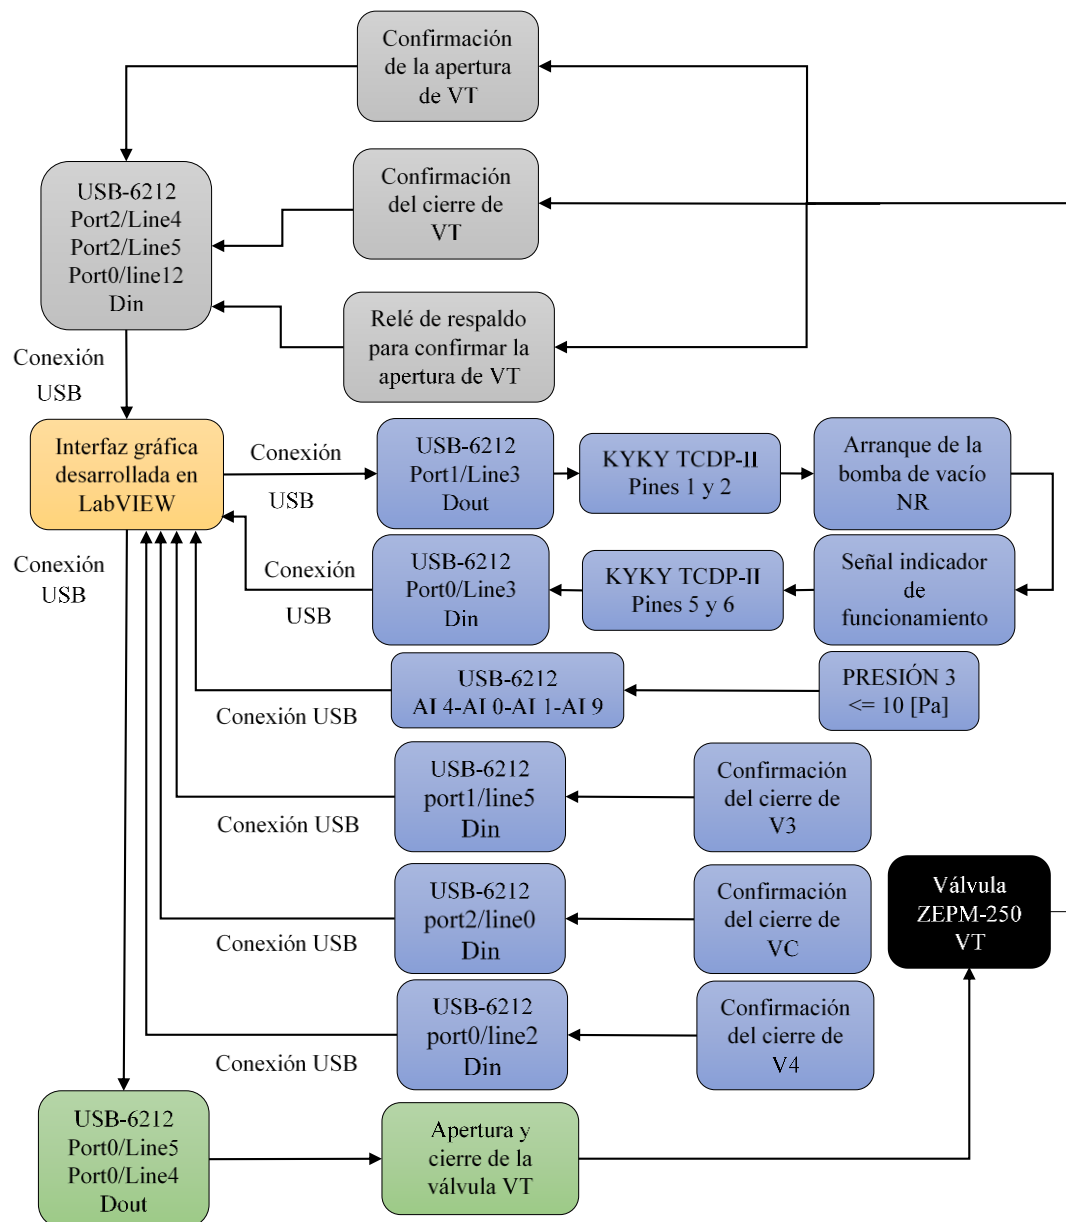 Confirmación
de la apertura
de VT
USB-6212
Port2/Line4
Port2/Line5
Port0/line12
Din
Confirmación
del cierre de
VT
Relé de respaldo
para confirmar la
apertura de VT
Conexión
USB
Interfaz gráfica
desarrollada en
LabVIEW
Conexión
USB
USB-6212
Port1/Line3
Dout
KYKY TCDP-II
Pines 1 y 2
Arranque de la
bomba de vacío
NR
Conexión
USB
Conexión
USB
USB-6212
Port0/Line3
Din
KYKY TCDP-II
Pines 5 y 6
Señal indicador
de
funcionamiento
USB-6212
AI 4-AI 0-AI 1-AI 9
PRESIÓN 3
<= 10 [Pa]
Conexión USB
USB-6212
port1/line5
Din
Confirmación
del cierre de
V3
Conexión USB
USB-6212
port2/line0
Din
Confirmación
del cierre de
VC
Válvula
ZEPM-250
VT
Conexión USB
USB-6212
port0/line2
Din
Confirmación
del cierre de
V4
Conexión USB
USB-6212
Port0/Line5
Port0/Line4
Dout
Apertura y
cierre de la
válvula VT